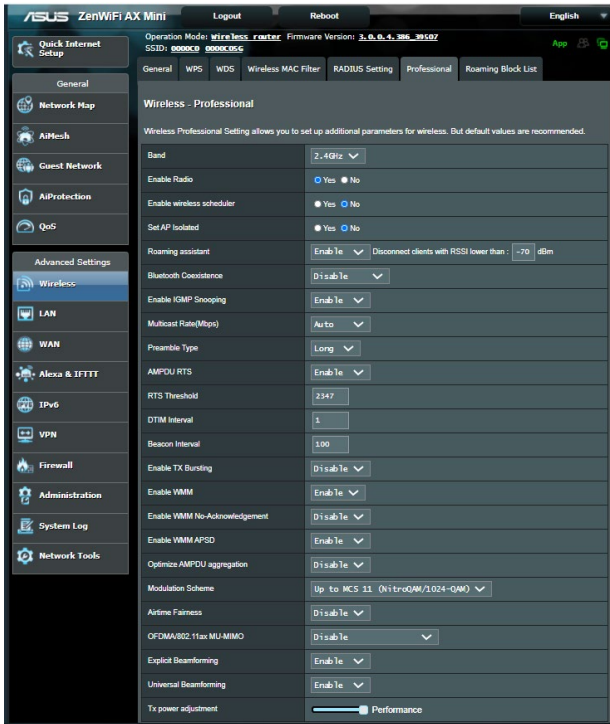 ASUS ZenWiFi AX Mini Logout Reboot English
Quick Internet Setup
Operation Mode: Wireless router Firmware Version: 3.0.0.4.386_39507
SSID: 0000C0 0000C05G
App
General WPS WDS Wireless MAC Filter RADIUS Setting Professional Roaming Block List
General
Network Map
AiMesh
Guest Network
AiProtection
QoS
Advanced Settings
Wireless
LAN
WAN
Alexa & IFTTT
IPv6
VPN
Firewall
Administration
System Log
Network Tools
Wireless - Professional
Wireless Professional Setting allows you to set up additional parameters for wireless. But default values are recommended.
Band 2.4GHz
Enable Radio Yes No
Enable wireless scheduler Yes No
Set AP Isolated Yes No
Roaming assistant Enable Disconnect clients with RSSI lower than : -70 dBm
Bluetooth Coexistence Disable
Enable IGMP Snooping Enable
Multicast Rate(Mbps) Auto
Preamble Type Long
AMPDU RTS Enable
RTS Threshold 2347
DTIM Interval 1
Beacon Interval 100
Enable TX Bursting Disable
Enable WMM Enable
Enable WMM No-Acknowledgement Disable
Enable WMM APSD Enable
Optimize AMPDU aggregation Disable
Modulation Scheme Up to MCS 11 (NitroQAM/1024-QAM)
Airtime Fairness Disable
OFDMA/802.11ax MU-MIMO Disable
Explicit Beamforming Enable
Universal Beamforming Enable
Tx power adjustment Performance